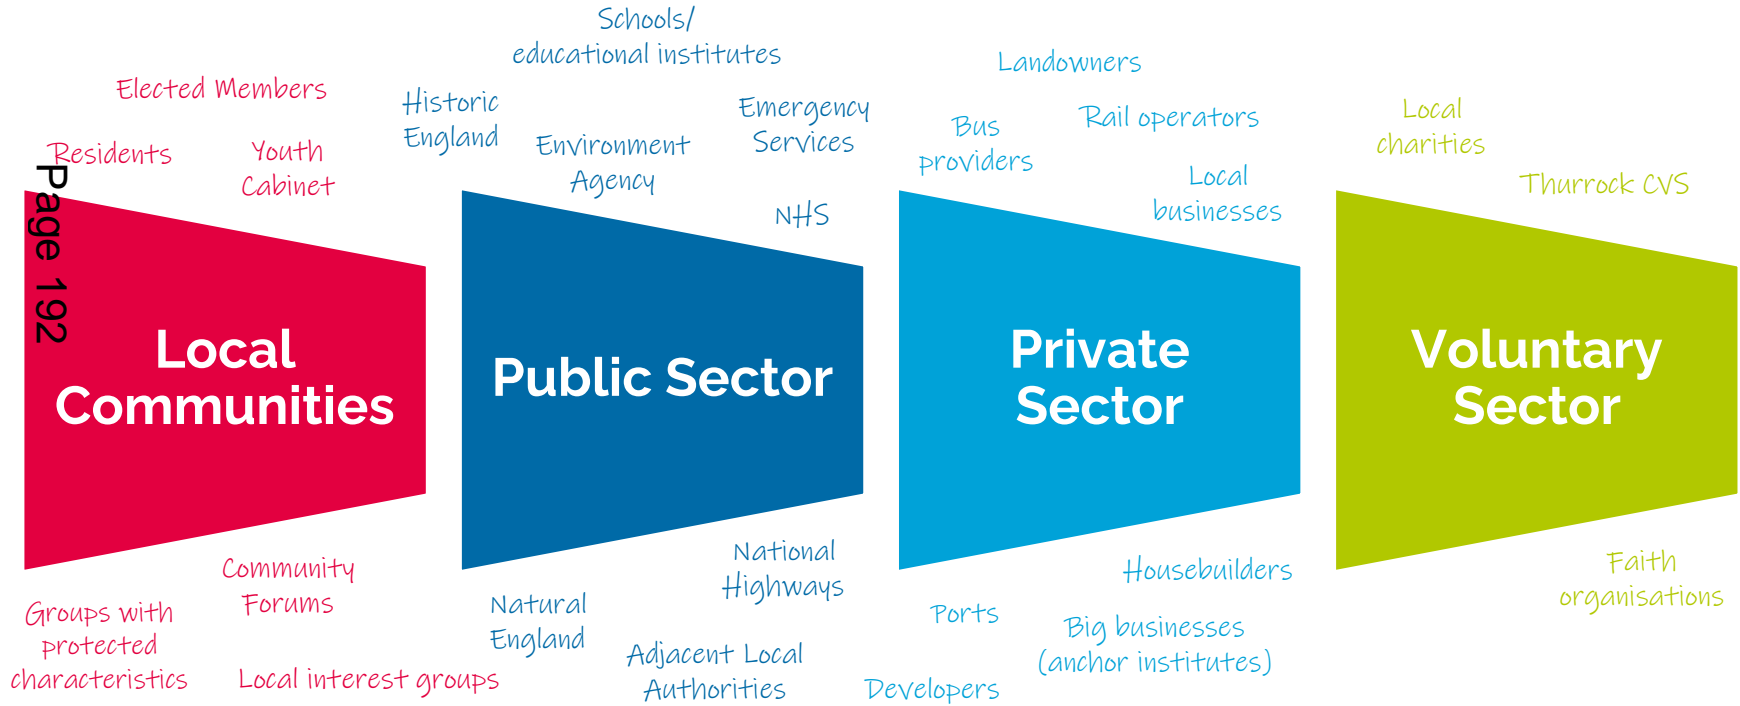 Elected Members
Residents
Youth
Cabinet
Page 192
Local
Communities
Community
Forums
Groups with
protected
characteristics
Local interest groups
Schools/
educational institutes
Historic
England
Environment
Agency
Emergency
Services
NHS
Public Sector
National
Highways
Natural
England
Adjacent Local
Authorities
Landowners
Bus
providers
Rail operators
Local
businesses
Private
Sector
Housebuilders
Ports
Big businesses
(anchor institutes)
Developers
Local
charities
Thurrock CVS
Voluntary
Sector
Faith
organisations